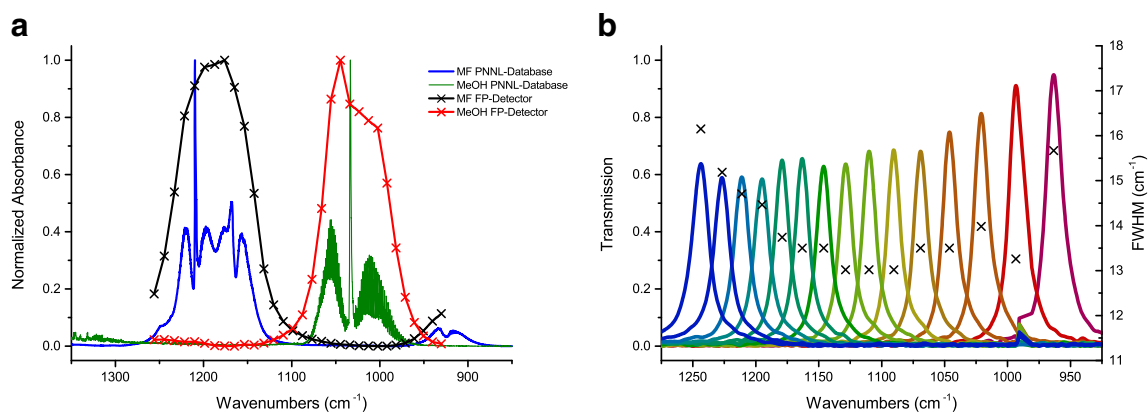 a
Normalized Absorbance
1.0
0.8
0.6
0.4
0.2
0.0
MF PNNL-Database
MeOH PNNL-Database
MF FP-Detector
MeOH FP-Detector
1300 1200 1100 1000 900
Wavenumbers (cm⁻¹)
b
Transmission
1.0
0.8
0.6
0.4
0.2
0.0
18
17
16
15
14
13
12
11
FWHM (cm⁻¹)
1250 1200 1150 1100 1050 1000 950
Wavenumbers (cm⁻¹)